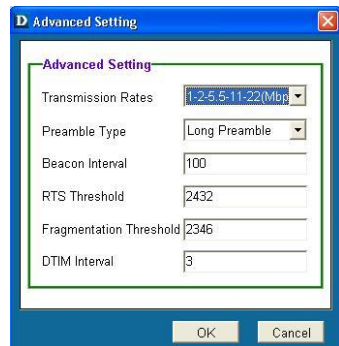 D Advanced Setting
Advanced Setting
Transmission Rates 1-2-5.5-11-22(Mbp
Preamble Type Long Preamble
Beacon Interval 100
RTS Threshold 2432
Fragmentation Threshold 2346
DTIM Interval 3
OK Cancel